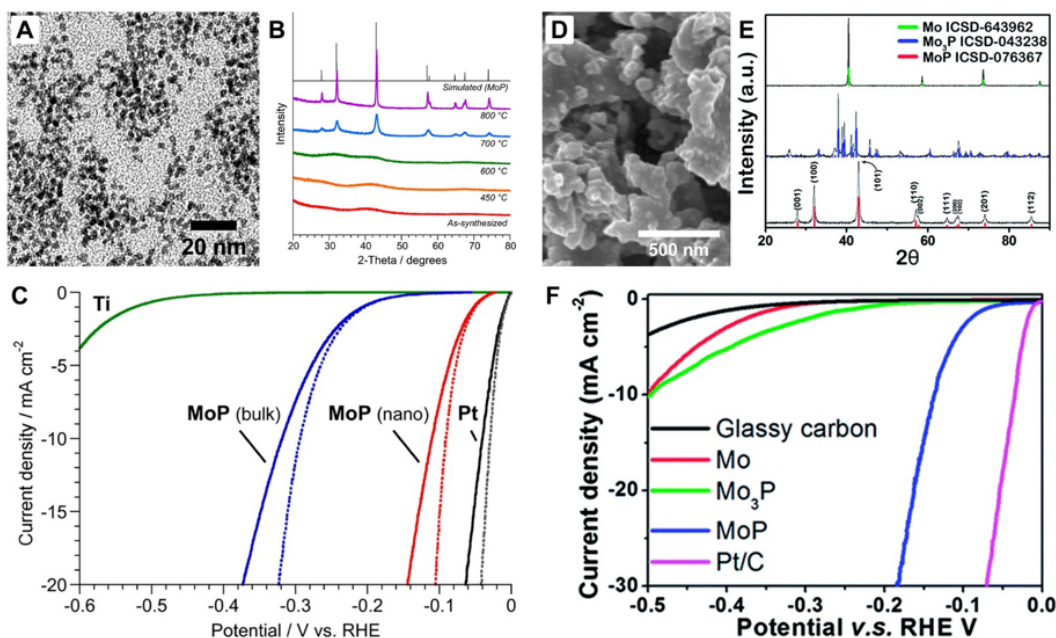 A
20 nm
B
Intensity
Simulated (MoP)
800 °C
700 °C
600 °C
450 °C
As-synthesized
20 30 40 50 60 70 80
2-Theta / degrees
D
500 nm
E
Intensity (a.u.)
Mo ICSD-643962
Mo3P ICSD-043238
MoP ICSD-076367
(001)
(100)
(101)
(110)
(002)
(111)
(201)
(112)
20 40 60 80
2θ
C
Current density / mA cm-2
0
-5
-10
-15
-20
Ti
MoP (bulk)
MoP (nano)
Pt
-0.6 -0.5 -0.4 -0.3 -0.2 -0.1 0
Potential / V vs. RHE
F
Current density (mA cm-2)
0
-10
-20
-30
Glassy carbon
Mo
Mo3P
MoP
Pt/C
-0.5 -0.4 -0.3 -0.2 -0.1 0.0
Potential v.s. RHE V